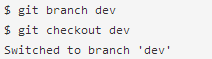 $ git branch dev
$ git checkout dev
Switched to branch 'dev'